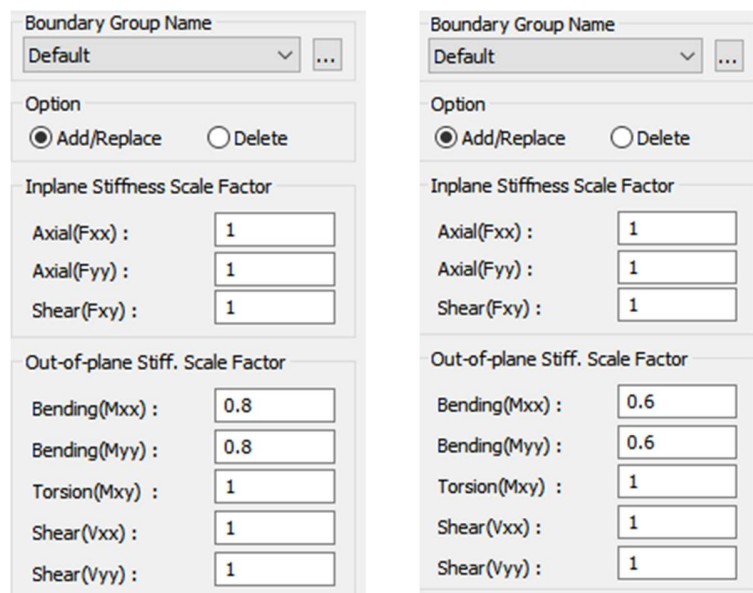 Boundary Group Name
Default
...
Option
Add/Replace Delete
Inplane Stiffness Scale Factor
Axial(Fxx) : 1
Axial(Fyy) : 1
Shear(Fxy) : 1
Out-of-plane Stiff. Scale Factor
Bending(Mxx) : 0.8
Bending(Myy) : 0.8
Torsion(Mxy) : 1
Shear(Vxx) : 1
Shear(Vyy) : 1
Boundary Group Name
Default
...
Option
Add/Replace Delete
Inplane Stiffness Scale Factor
Axial(Fxx) : 1
Axial(Fyy) : 1
Shear(Fxy) : 1
Out-of-plane Stiff. Scale Factor
Bending(Mxx) : 0.6
Bending(Myy) : 0.6
Torsion(Mxy) : 1
Shear(Vxx) : 1
Shear(Vyy) : 1